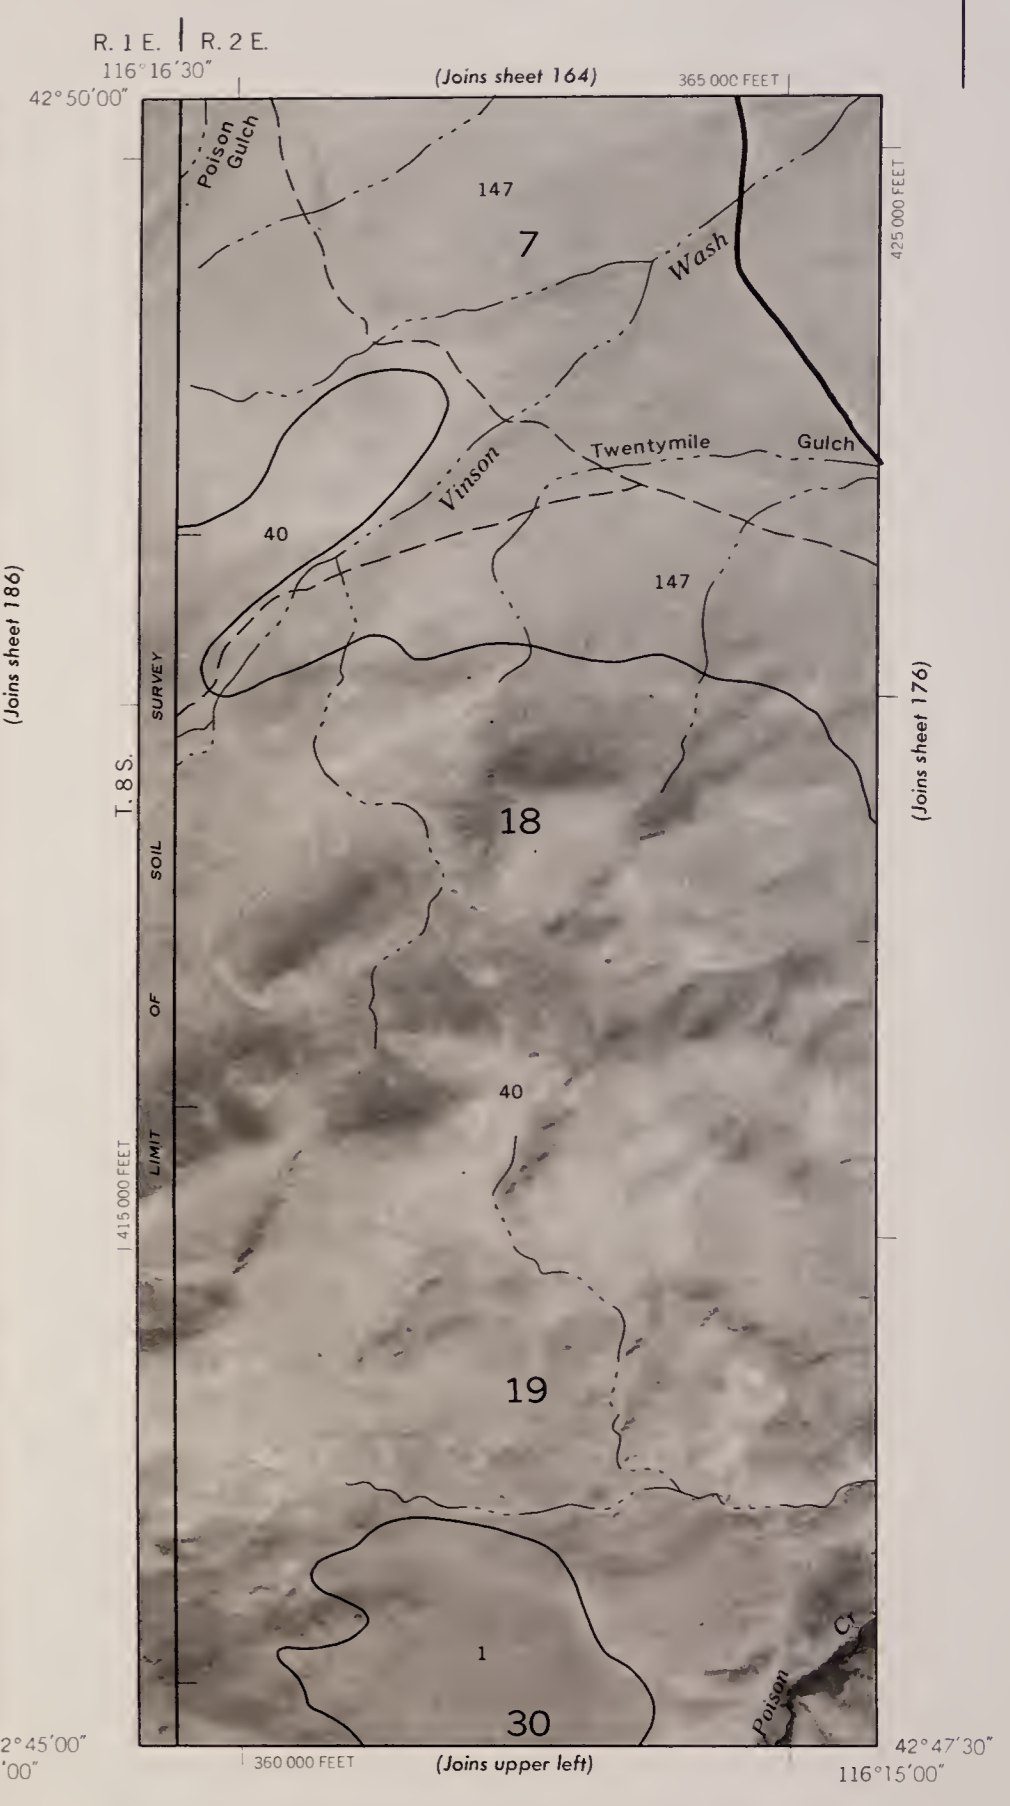 R. 1 E. | R. 2 E.
116°16'30"
(Joins sheet 164)
365 000 FEET
42°50'00"
Poison
Gulch
147
7
Wash
425 000 FEET
Twentymile Gulch
Vinson
40
147
(Joins sheet 186)
(Joins sheet 176)
T. 8 S.
LIMIT OF SOIL SURVEY
18
40
415 000 FEET
19
1
Poison Cr
30
2°45'00"
'00"
360 000 FEET
(Joins upper left)
42°47'30"
116°15'00"